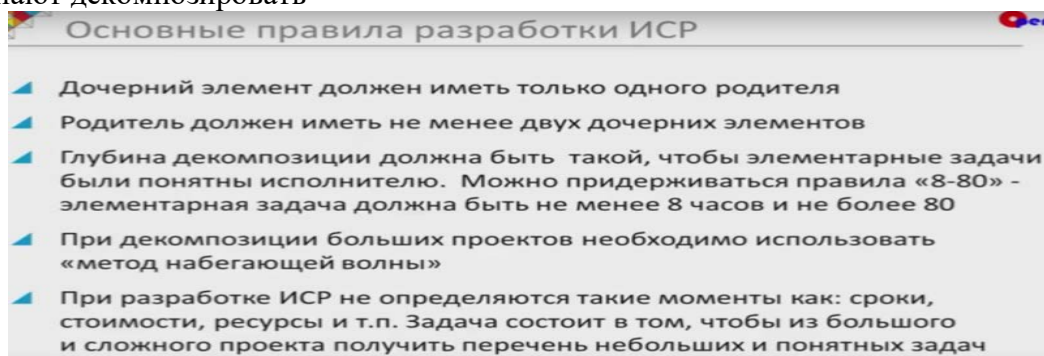 декомпозировать
Основные правила разработки ИСР
Дочерний элемент должен иметь только одного родителя
Родитель должен иметь не менее двух дочерних элементов
Глубина декомпозиции должна быть такой, чтобы элементарные задачи
были понятны исполнителю. Можно придерживаться правила «8-80» -
элементарная задача должна быть не менее 8 часов и не более 80
При декомпозиции больших проектов необходимо использовать
«метод набегающей волны»
При разработке ИСР не определяются такие моменты как: сроки,
стоимости, ресурсы и т.п. Задача состоит в том, чтобы из большого
и сложного проекта получить перечень небольших и понятных задач